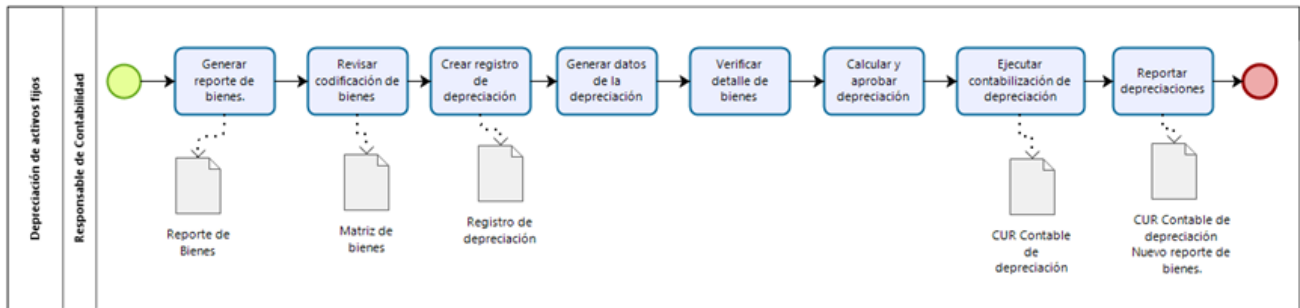 Depreciación de activos fijos
Responsable de Contabilidad
Generar
reporte de
bienes.
Revisar
codificación de
bienes
Crear registro
de
depreciación
Generar datos
de la
depreciación
Verificar
detalle de
bienes
Calcular y
aprobar
depreciación
Ejecutar
contabilización de
depreciación
Reportar
depreciaciones
Reporte de
Bienes
Matriz de
bienes
Registro de
depreciación
CUR Contable
de
depreciación
CUR Contable de
depreciación
Nuevo reporte de
bienes.